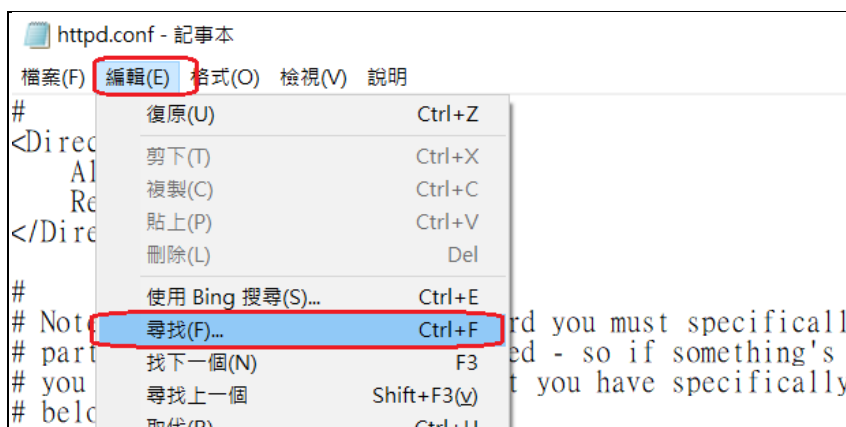 httpd.conf - 記事本
檔案(F) 編輯(E) 格式(O) 檢視(V) 說明
#
<Direc
Al
Re
</Dire
#
# Note rd you must specificall
# part ed - so if something's
# you t you have specifically
# belo
復原(U) Ctrl+Z
剪下(T) Ctrl+X
複製(C) Ctrl+C
貼上(P) Ctrl+V
刪除(L) Del
使用 Bing 搜尋(S)... Ctrl+E
尋找(F)... Ctrl+F
找下一個(N) F3
尋找上一個 Shift+F3(v)
取代(R)